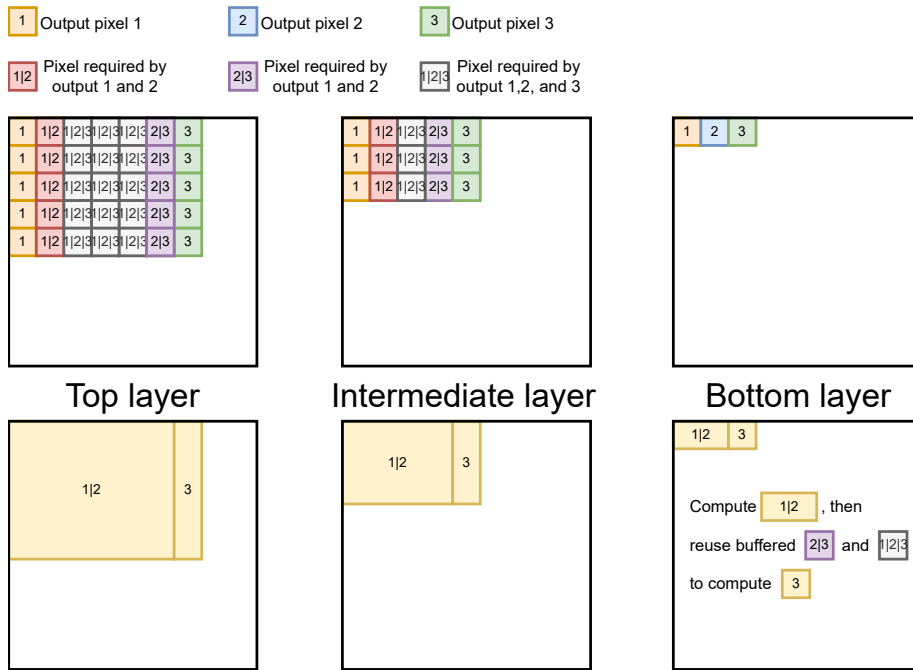 1 Output pixel 1 2 Output pixel 2 3 Output pixel 3
1|2 Pixel required by output 1 and 2 2|3 Pixel required by output 1 and 2 1|2|3 Pixel required by output 1,2, and 3
1 1|2 1|2|3 1|2|3 1|2|3 2|3 3 1 1|2 1|2|3 2|3 3 1 2 3
1 1|2 1|2|3 1|2|3 1|2|3 2|3 3 1 1|2 1|2|3 2|3 3
1 1|2 1|2|3 1|2|3 1|2|3 2|3 3 1 1|2 1|2|3 2|3 3
1 1|2 1|2|3 1|2|3 1|2|3 2|3 3
1 1|2 1|2|3 1|2|3 1|2|3 2|3 3
Top layer Intermediate layer Bottom layer
1|2 3 1|2 3 1|2 3
Compute 1|2 , then
reuse buffered 2|3 and 1|2|3
to compute 3